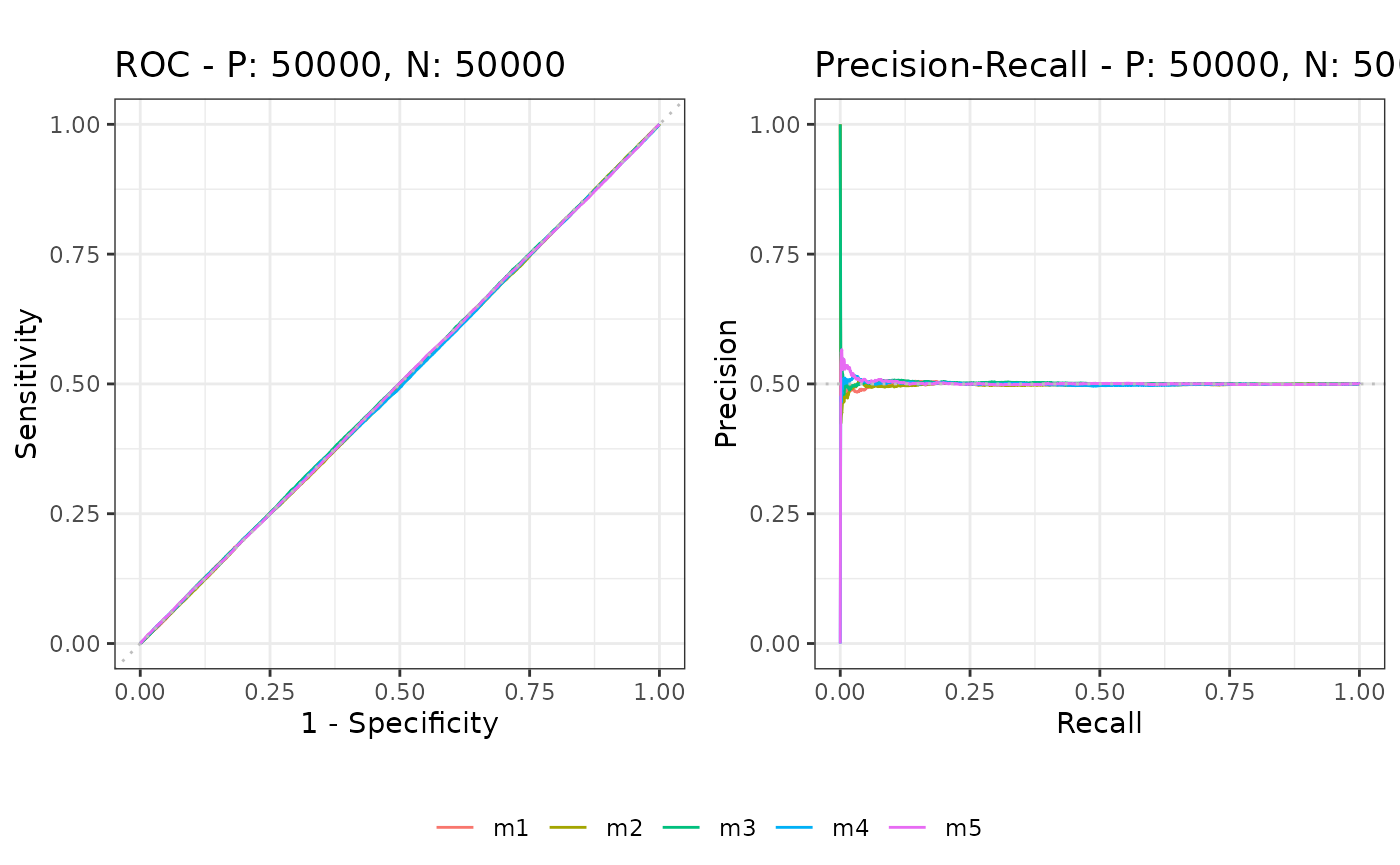 ROC - P: 50000, N: 50000
1.00
0.75
0.50
0.25
0.00
Sensitivity
0.00 0.25 0.50 0.75 1.00
1 - Specificity
Precision-Recall - P: 50000, N: 500
1.00
0.75
0.50
0.25
0.00
Precision
0.00 0.25 0.50 0.75 1.00
Recall
m1 m2 m3 m4 m5